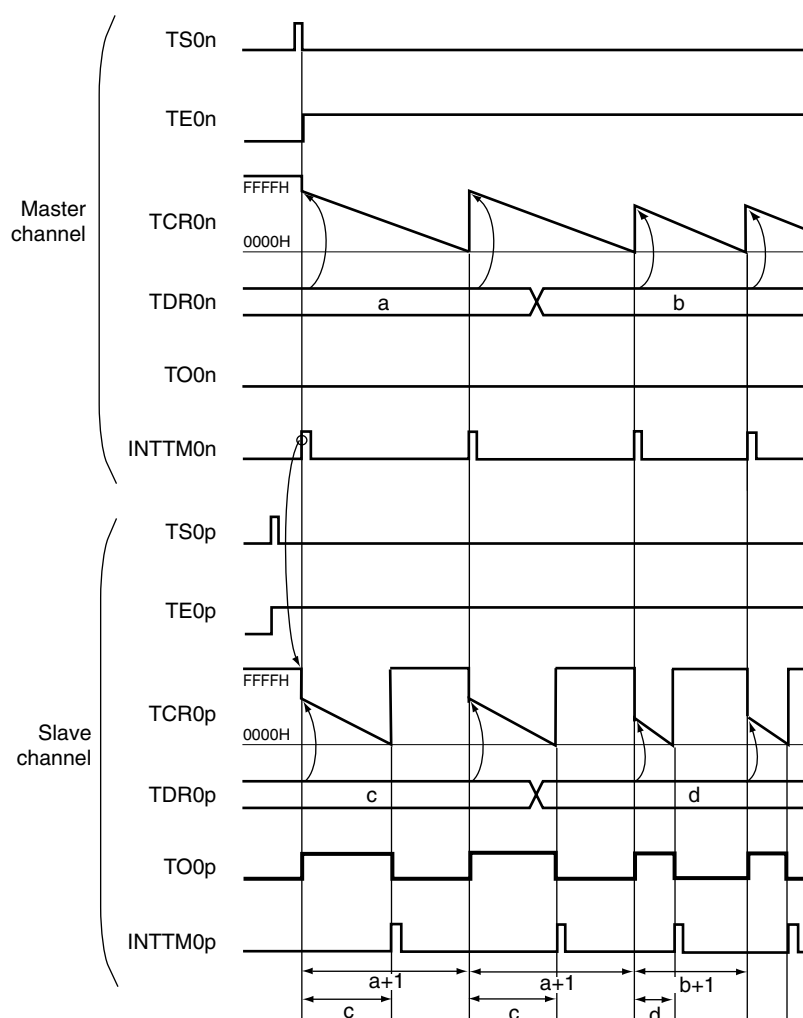 TS0n
TE0n
FFFFH
Master
channel
TCR0n
0000H
TDR0n
a
b
TO0n
INTTM0n
TS0p
TE0p
FFFFH
TCR0p
Slave
channel
0000H
TDR0p
c
d
TO0p
INTTM0p
a+1
a+1
b+1
c
c
d